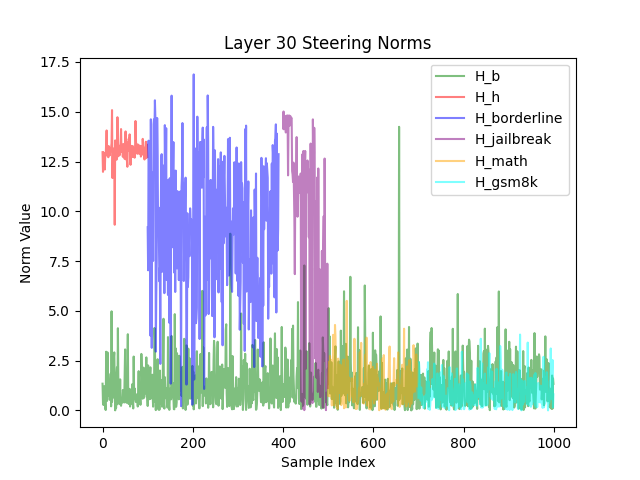 Layer 30 Steering Norms
17.5
15.0
12.5
10.0
7.5
5.0
2.5
0.0
Norm Value
H_b
H_h
H_borderline
H_jailbreak
H_math
H_gsm8k
0 200 400 600 800 1000
Sample Index